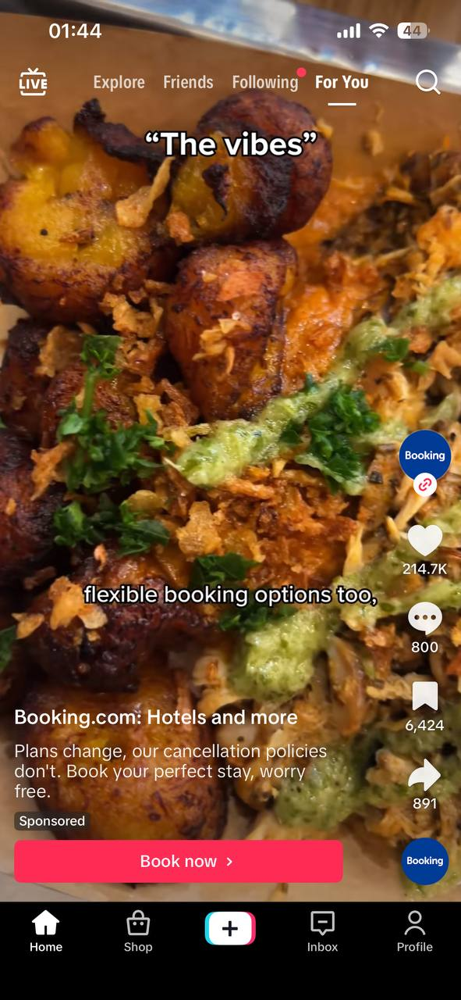 01:44
44
LIVE
Explore
Friends
Following
For You
“The vibes”
Booking
214.7K
flexible booking options too,
800
6,424
891
Booking.com: Hotels and more
Plans change, our cancellation policies
don't. Book your perfect stay, worry
free.
Sponsored
Book now
Booking
Home
Shop
Inbox
Profile